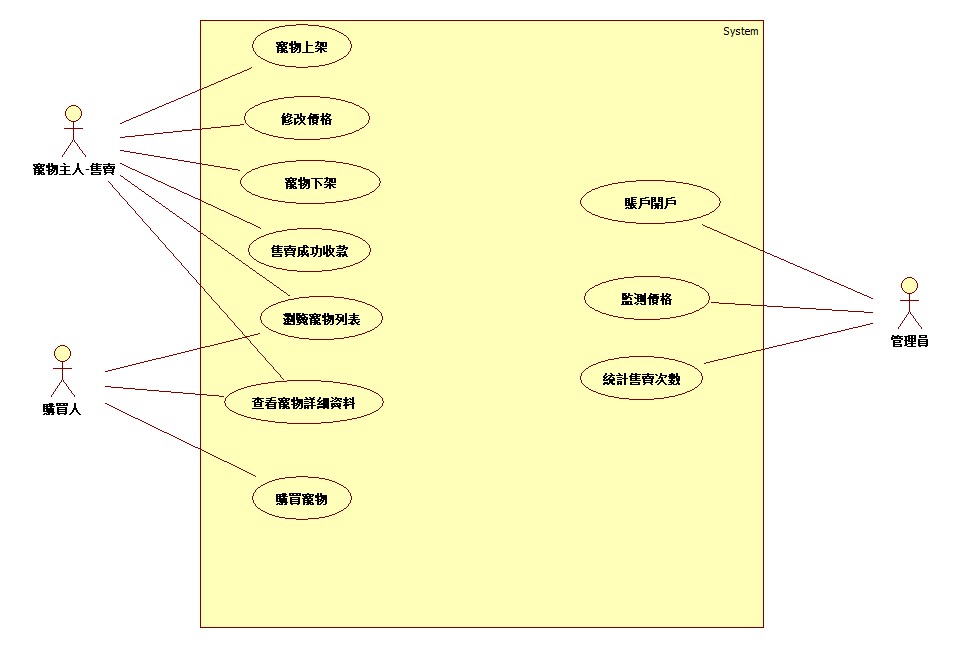 System
寵物上架
修改價格
寵物主人-售賣
寵物下架
賬戶開戶
售賣成功收款
監測價格
瀏覽寵物列表
管理員
購買人
統計售賣次數
查看寵物詳細資料
購買寵物